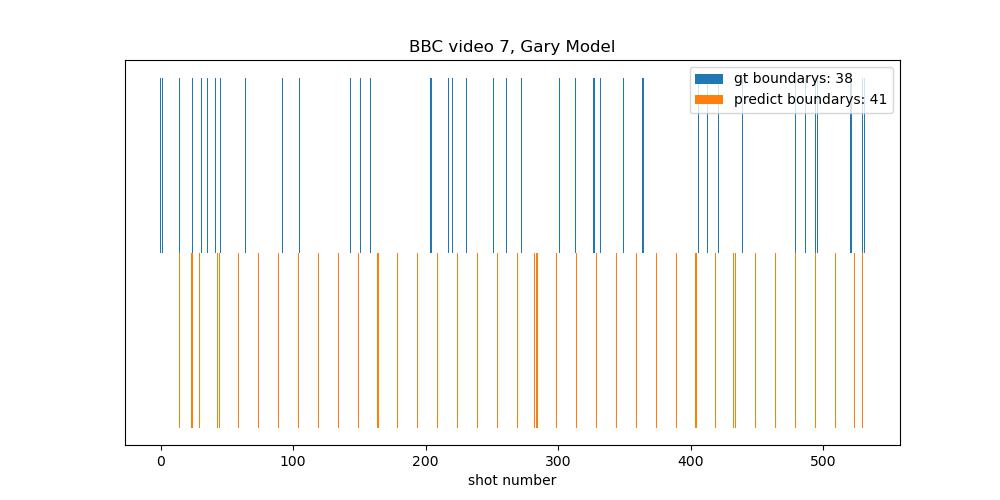 BBC video 7, Gary Model
gt boundarys: 38
predict boundarys: 41
0 100 200 300 400 500
shot number